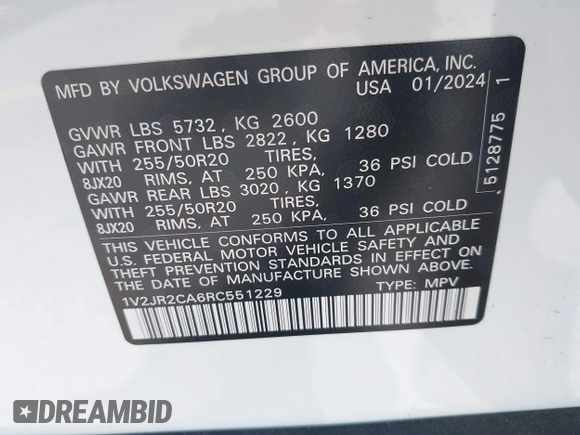 MFD BY VOLKSWAGEN GROUP OF AMERICA, INC.
USA 01/2024
GVWR LBS 5732 , KG 2600
GAWR FRONT LBS 2822 , KG 1280
WITH 255/50R20 TIRES,
8JX20 RIMS, AT 250 KPA, 36 PSI COLD
GAWR REAR LBS 3020 , KG 1370
WITH 255/50R20 TIRES,
8JX20 RIMS, AT 250 KPA, 36 PSI COLD
THIS VEHICLE CONFORMS TO ALL APPLICABLE
U.S. FEDERAL MOTOR VEHICLE SAFETY AND
THEFT PREVENTION STANDARDS IN EFFECT ON
THE DATE OF MANUFACTURE SHOWN ABOVE.
1V2JR2CA6RC551229 TYPE: MPV
.5128775 1
DREAMBID